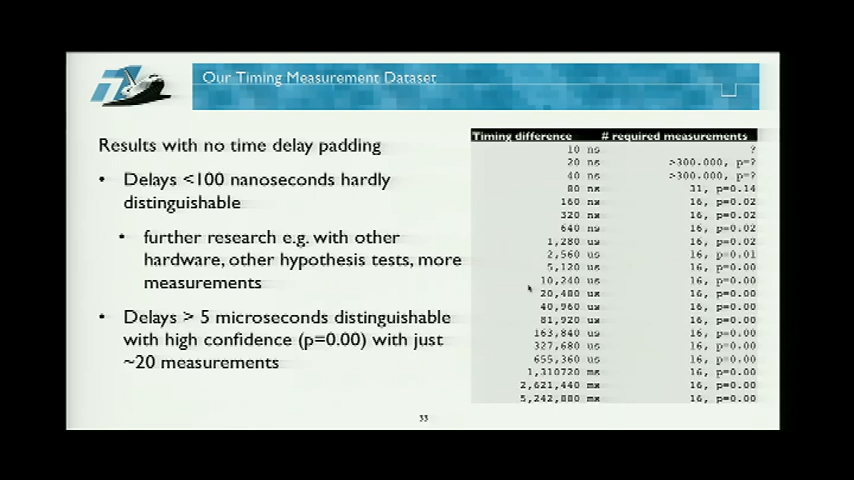 Our Timing Measurement Dataset
Results with no time delay padding
• Delays <100 nanoseconds hardly
distinguishable
• further research e.g. with other
hardware, other hypothesis tests, more
measurements
• Delays > 5 microseconds distinguishable
with high confidence (p=0.00) with just
~20 measurements
Timing difference # required measurements
10 ns ?
20 ns >300.000, p=?
40 ns >300.000, p=?
80 ns 31, p=0.14
160 ns 16, p=0.02
320 ns 16, p=0.02
640 ns 16, p=0.02
1,280 us 16, p=0.02
2,560 us 16, p=0.01
5,120 us 16, p=0.00
10,240 us 16, p=0.00
20,480 us 16, p=0.00
40,960 us 16, p=0.00
81,920 us 16, p=0.00
163,840 us 16, p=0.00
327,680 us 16, p=0.00
655,360 us 16, p=0.00
1,310720 ms 16, p=0.00
2,621,440 ms 16, p=0.00
5,242,880 ms 16, p=0.00
33